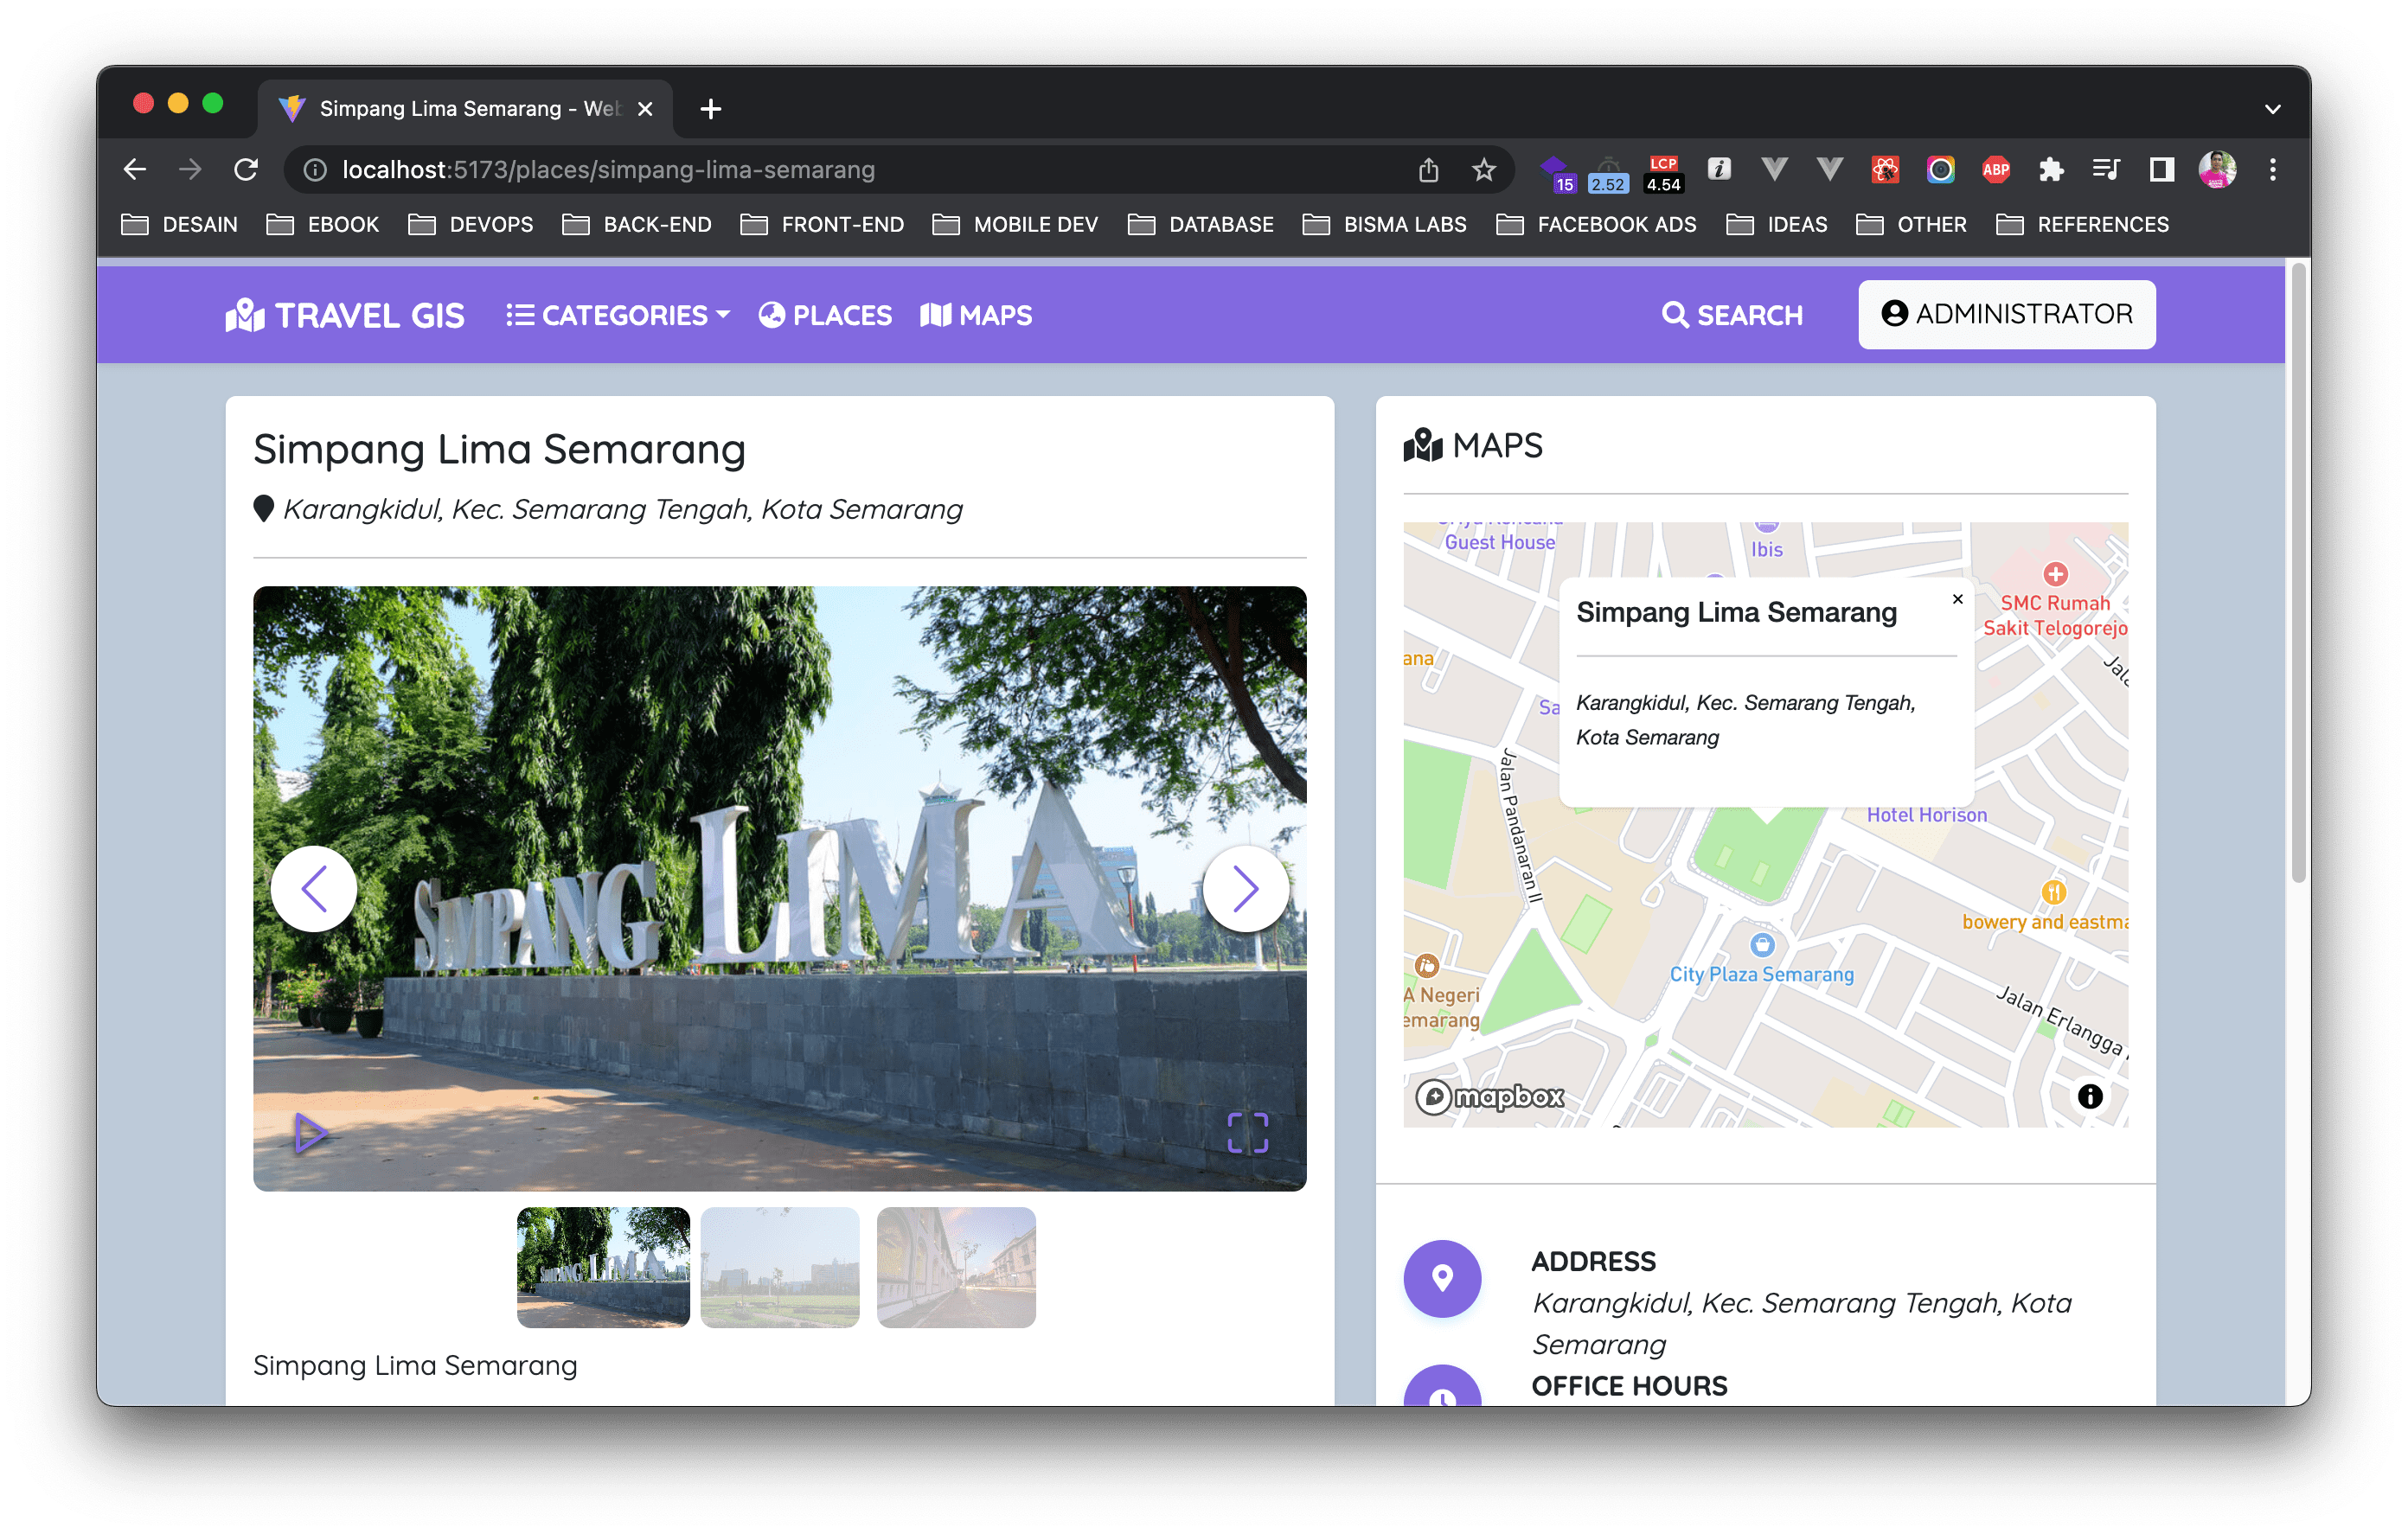 Simpang Lima Semarang - Web
localhost:5173/places/simpang-lima-semarang
15
2.52
LCP
4.54
ABP
DESAIN
EBOOK
DEVOPS
BACK-END
FRONT-END
MOBILE DEV
DATABASE
BISMA LABS
FACEBOOK ADS
IDEAS
OTHER
REFERENCES
TRAVEL GIS
CATEGORIES
PLACES
MAPS
SEARCH
ADMINISTRATOR
Simpang Lima Semarang
Karangkidul, Kec. Semarang Tengah, Kota Semarang
SIMPANG LIMA
SIMPANG LIMA
Simpang Lima Semarang
MAPS
Guest House
Ibis
SMC Rumah
Sakit Telogorejo
ana
Sa
Simpang Lima Semarang
×
Karangkidul, Kec. Semarang Tengah,
Kota Semarang
Jalan Pandanaran II
Hotel Horison
bowery and eastma
City Plaza Semarang
A Negeri
emarang
Jalan Erlangga
mapbox
ADDRESS
Karangkidul, Kec. Semarang Tengah, Kota
Semarang
OFFICE HOURS